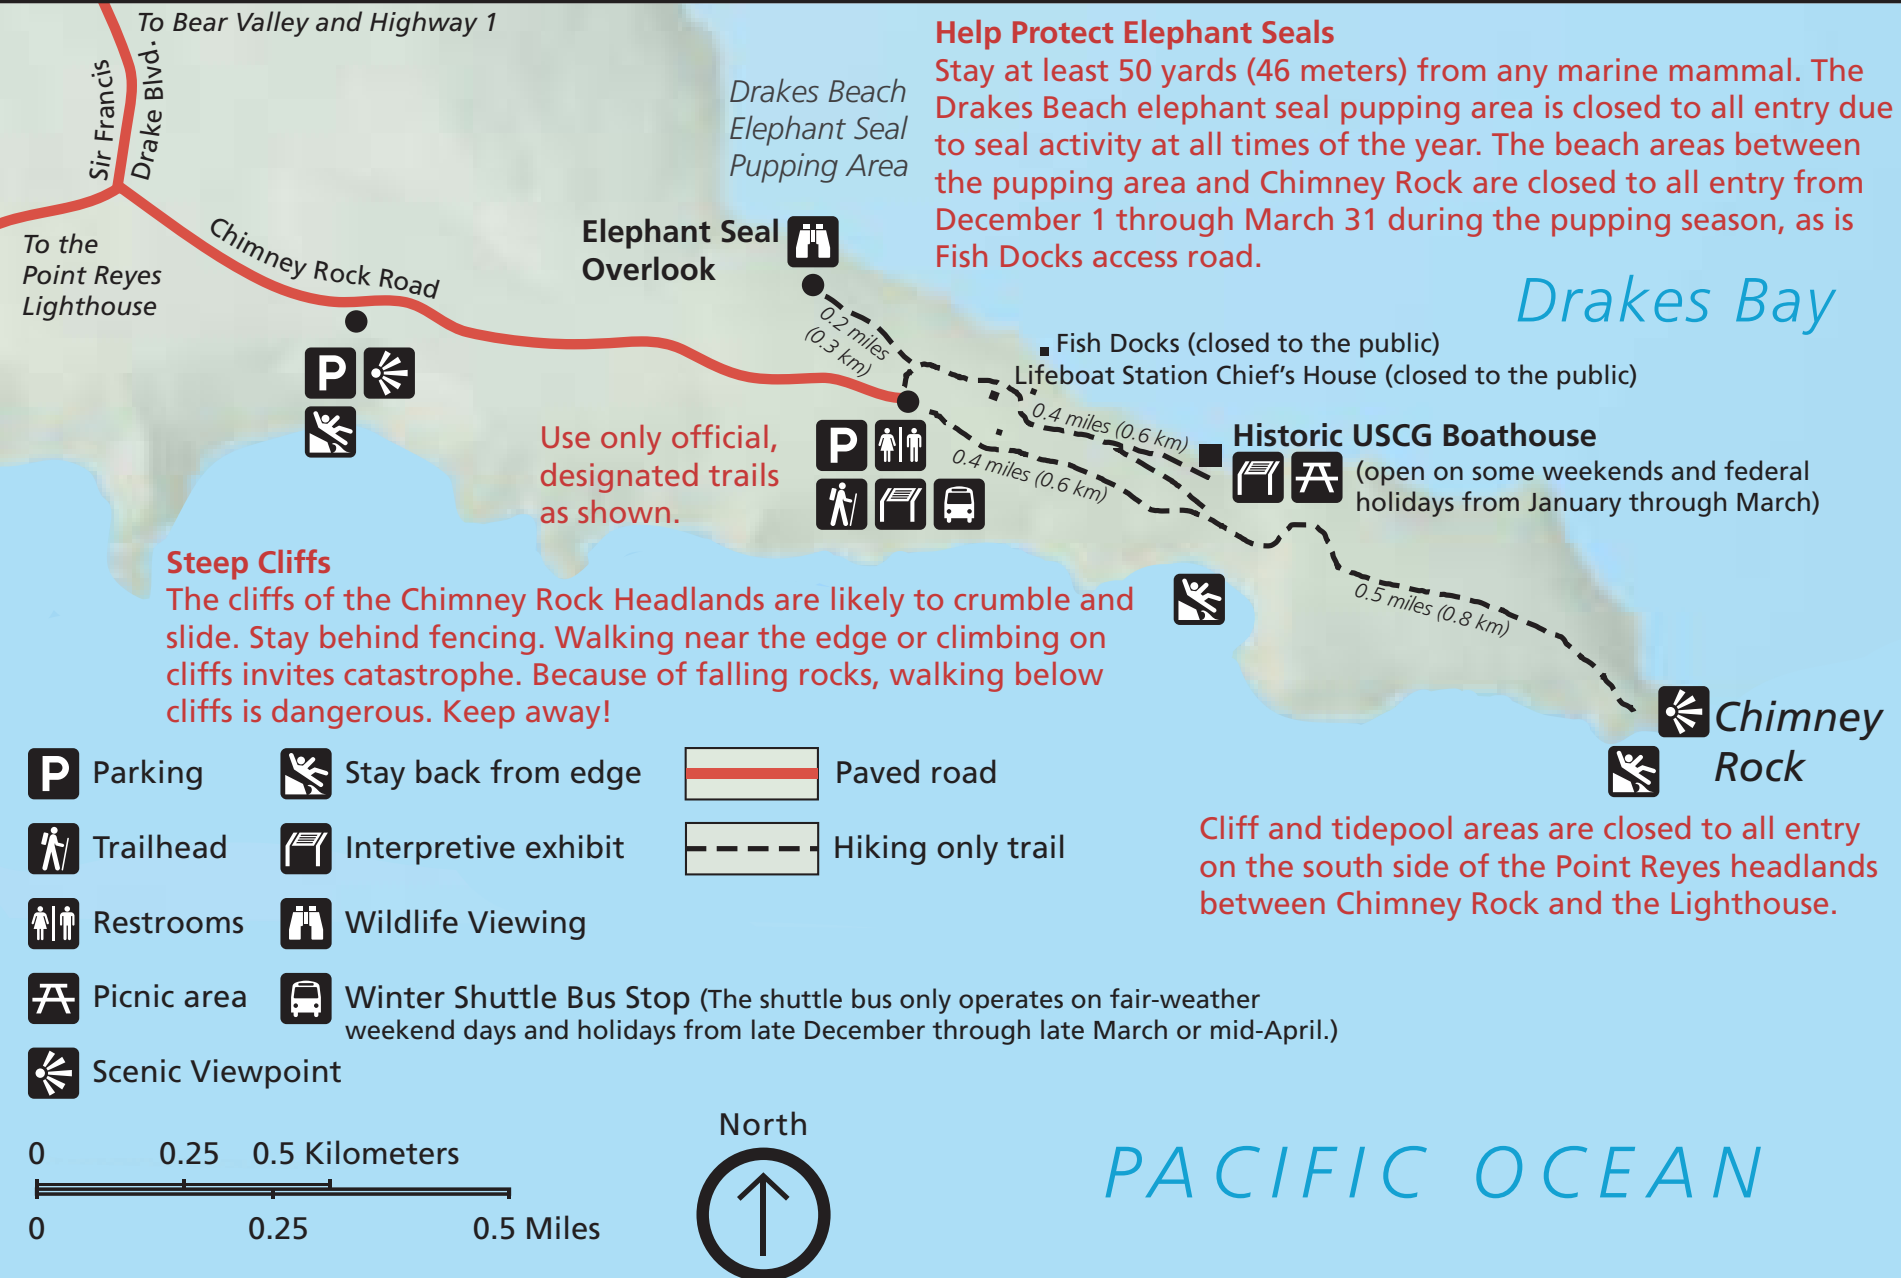 To Bear Valley and Highway 1
Sir Francis
Drake Blvd.
To the
Point Reyes
Lighthouse
Chimney Rock Road
Drakes Beach
Elephant Seal
Pupping Area
Help Protect Elephant Seals
Stay at least 50 yards (46 meters) from any marine mammal. The
Drakes Beach elephant seal pupping area is closed to all entry due
to seal activity at all times of the year. The beach areas between
the pupping area and Chimney Rock are closed to all entry from
December 1 through March 31 during the pupping season, as is
Fish Docks access road.
Elephant Seal
Overlook
Drakes Bay
0.2 miles
(0.3 km)
Fish Docks (closed to the public)
Lifeboat Station Chief's House (closed to the public)
P
0.4 miles (0.6 km)
Historic USCG Boathouse
(open on some weekends and federal
holidays from January through March)
Use only official,
designated trails
as shown.
P
0.4 miles (0.6 km)
Steep Cliffs
The cliffs of the Chimney Rock Headlands are likely to crumble and
slide. Stay behind fencing. Walking near the edge or climbing on
cliffs invites catastrophe. Because of falling rocks, walking below
cliffs is dangerous. Keep away!
0.5 miles (0.8 km)
Chimney
Rock
Cliff and tidepool areas are closed to all entry
on the south side of the Point Reyes headlands
between Chimney Rock and the Lighthouse.
P Parking
Stay back from edge
Paved road
Trailhead
Interpretive exhibit
Hiking only trail
Restrooms
Wildlife Viewing
Picnic area
Winter Shuttle Bus Stop (The shuttle bus only operates on fair-weather
weekend days and holidays from late December through late March or mid-April.)
Scenic Viewpoint
0 0.25 0.5 Kilometers
0 0.25 0.5 Miles
North
PACIFIC OCEAN